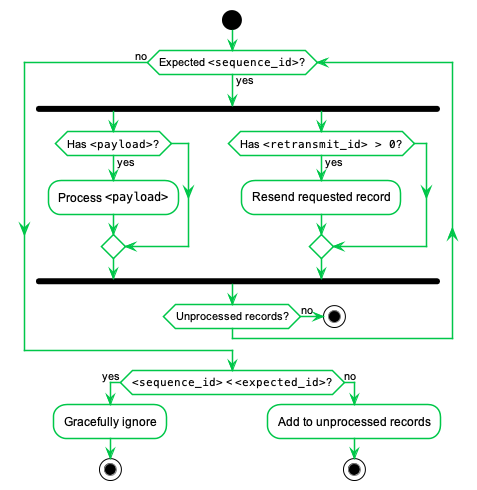 no
Expected <sequence_id>?
yes
Has <payload>?
Has <retransmit_id> > 0?
yes
yes
Process <payload>
Resend requested record
Unprocessed records?
no
yes
<sequence_id> < <expected_id>?
no
Gracefully ignore
Add to unprocessed records